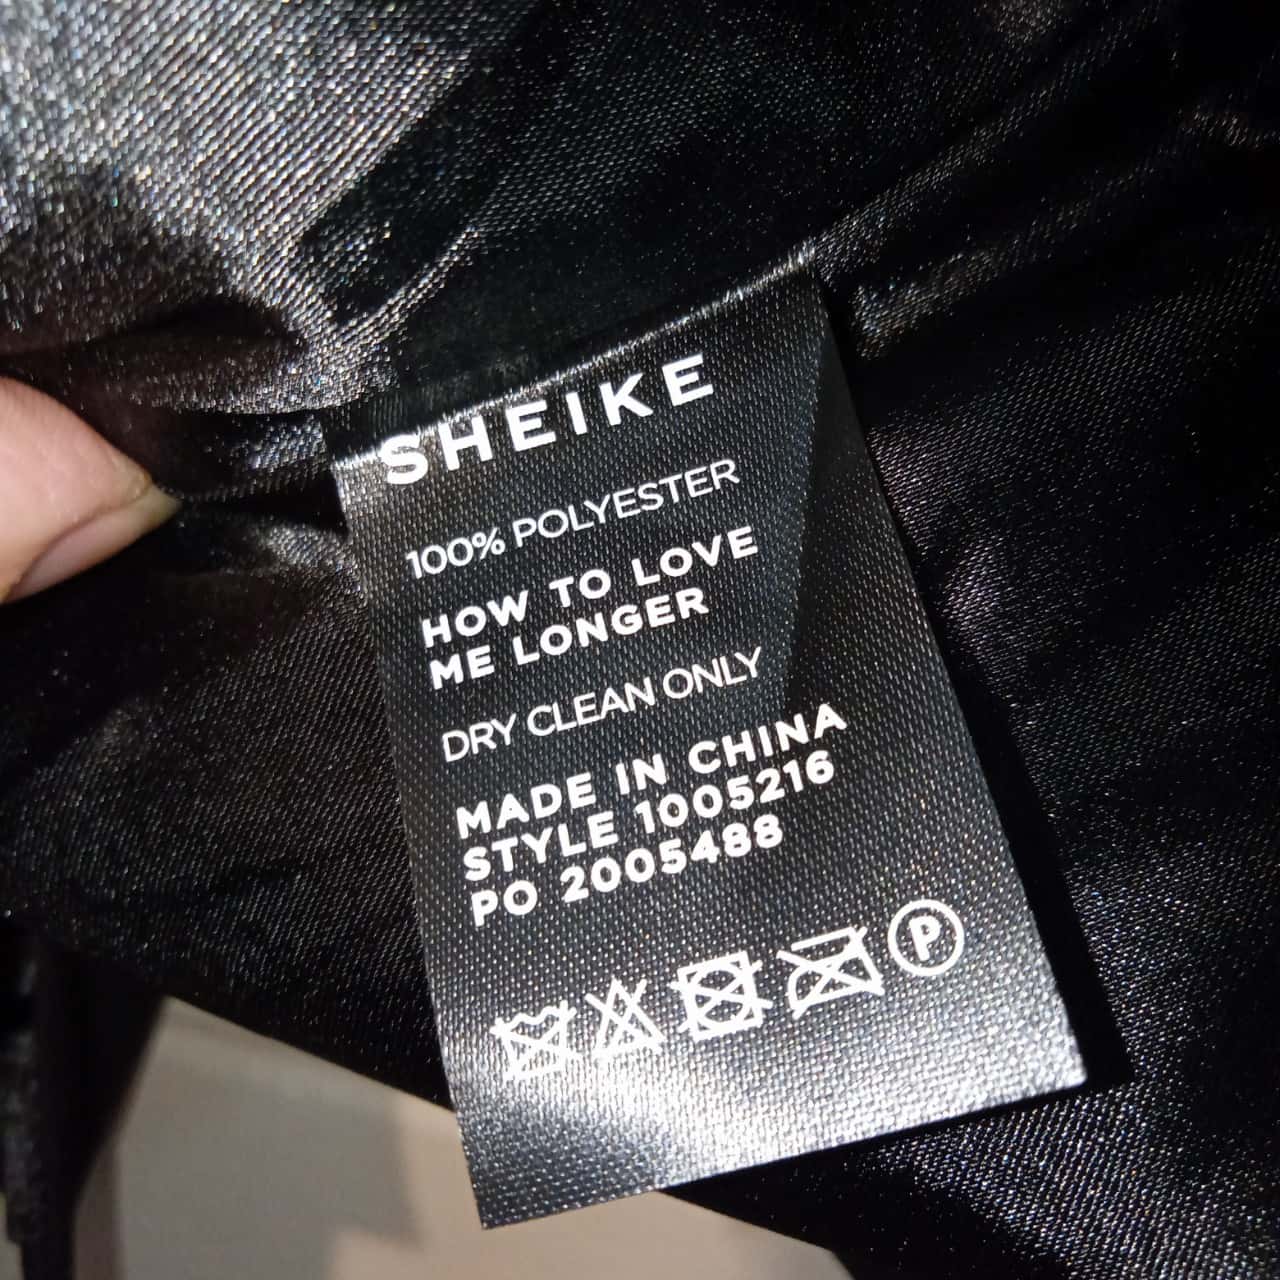 SHEIKE
100% POLYESTER
HOW TO LOVE
ME LONGER
DRY CLEAN ONLY
MADE IN CHINA
STYLE 1005216
PO 2005488
P